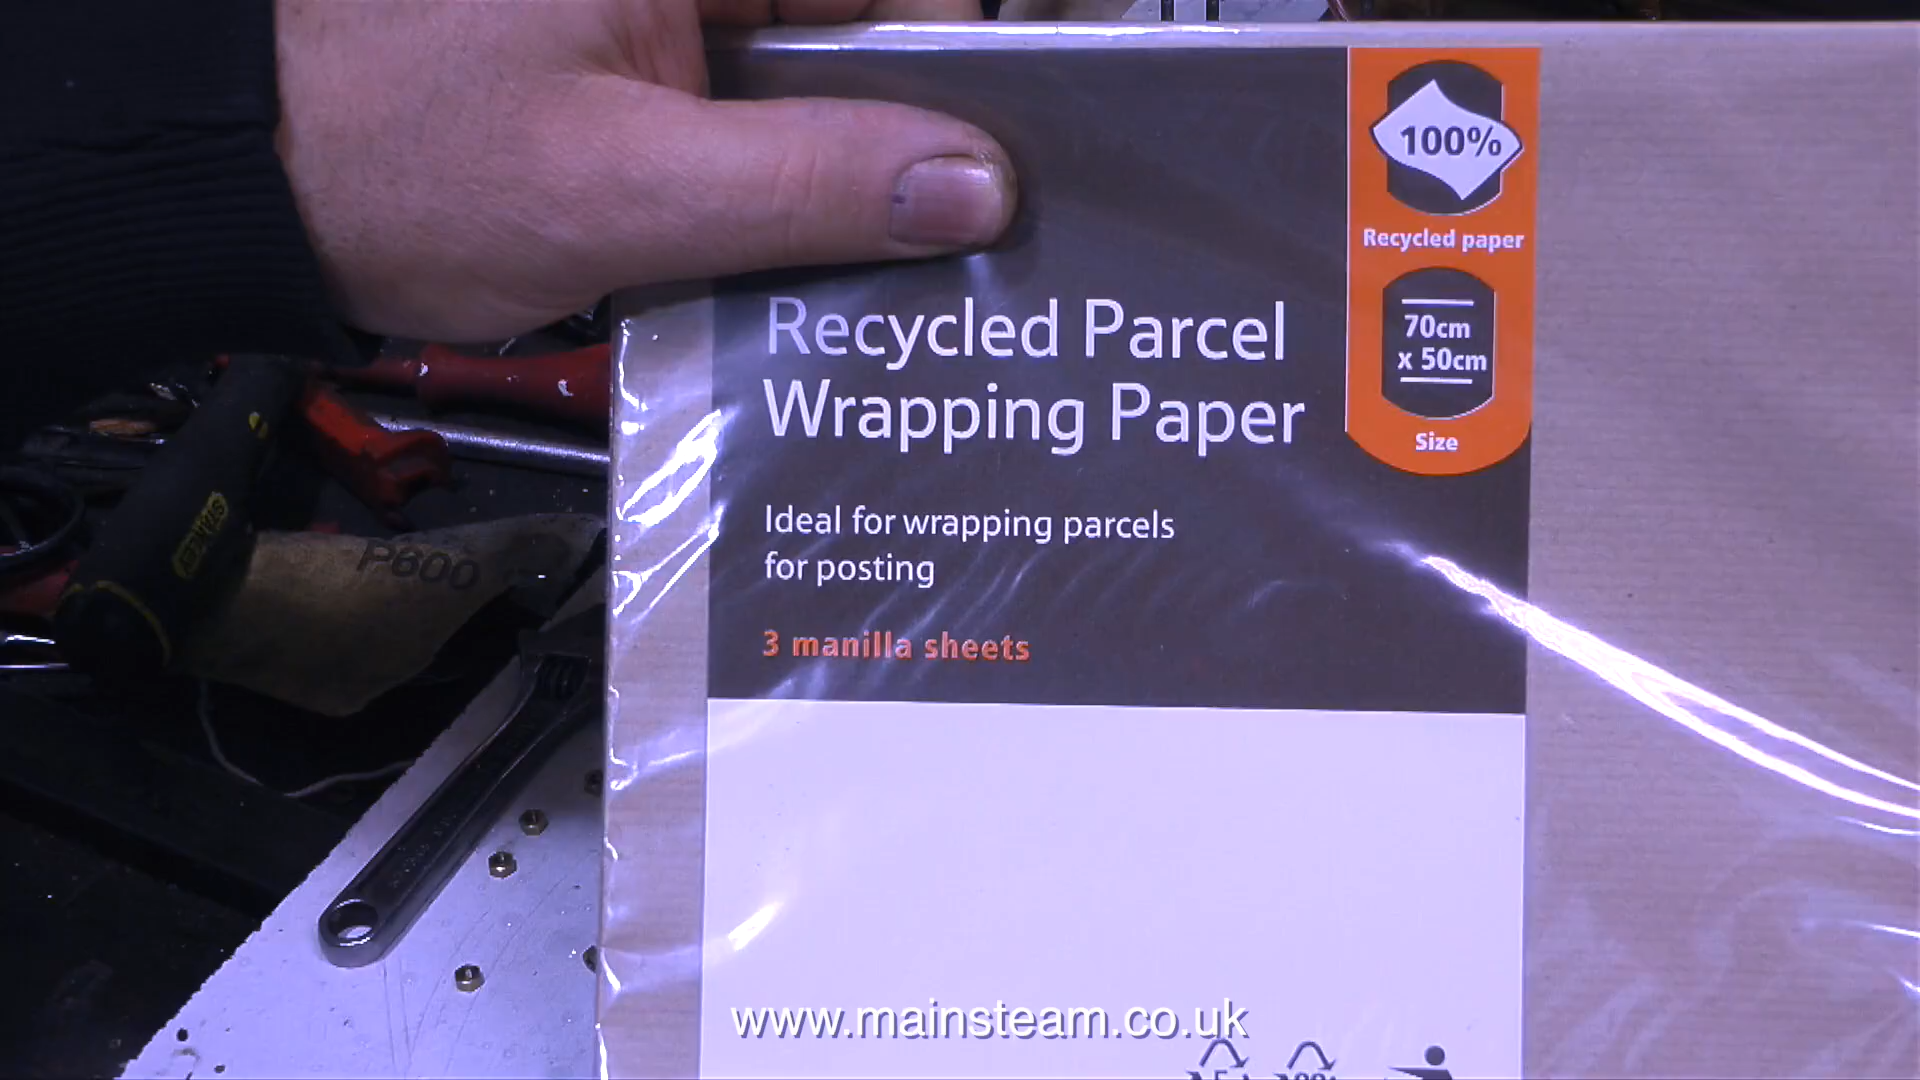 100%
Recycled paper
70cm
x 50cm
Size
Recycled Parcel
Wrapping Paper
Ideal for wrapping parcels
for posting
3 manilla sheets
STANLEY
P600
www.mainsteam.co.uk